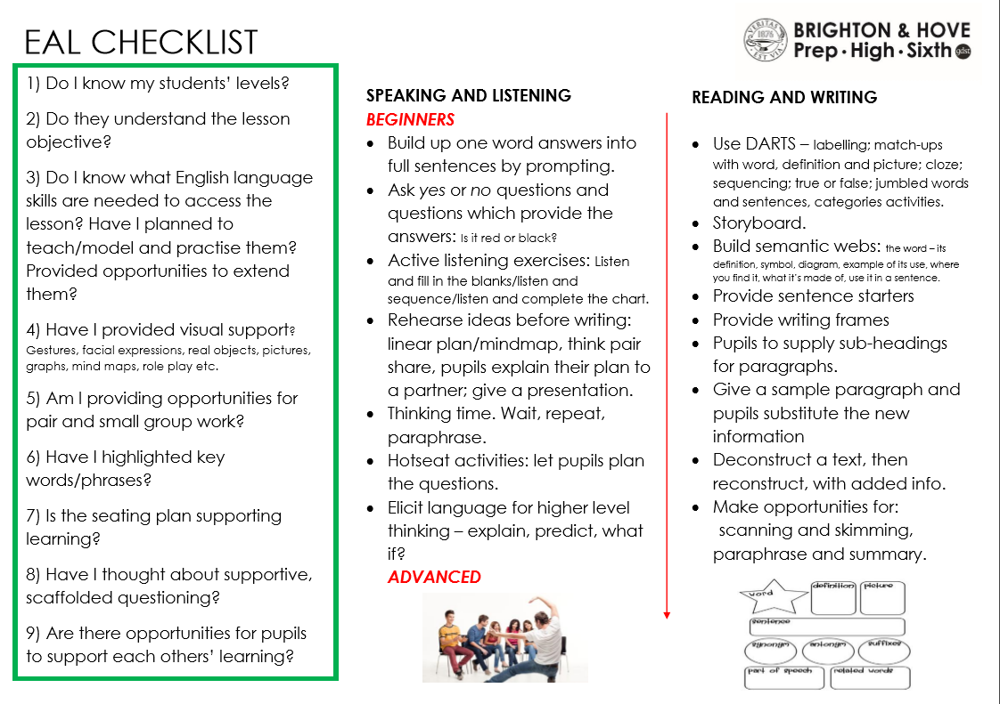 EAL CHECKLIST
VERITAS
1876
EST VIA
BRIGHTON & HOVE
Prep • High • Sixth gdst
1) Do I know my students’ levels?
2) Do they understand the lesson
objective?
3) Do I know what English language
skills are needed to access the
lesson? Have I planned to
teach/model and practise them?
Provided opportunities to extend
them?
4) Have I provided visual support?
Gestures, facial expressions, real objects, pictures,
graphs, mind maps, role play etc.
5) Am I providing opportunities for
pair and small group work?
6) Have I highlighted key
words/phrases?
7) Is the seating plan supporting
learning?
8) Have I thought about supportive,
scaffolded questioning?
9) Are there opportunities for pupils
to support each others’ learning?
SPEAKING AND LISTENING
BEGINNERS
• Build up one word answers into
full sentences by prompting.
• Ask yes or no questions and
questions which provide the
answers: Is it red or black?
• Active listening exercises: Listen
and fill in the blanks/listen and
sequence/listen and complete the chart.
• Rehearse ideas before writing:
linear plan/mindmap, think pair
share, pupils explain their plan to
a partner; give a presentation.
• Thinking time. Wait, repeat,
paraphrase.
• Hotseat activities: let pupils plan
the questions.
• Elicit language for higher level
thinking – explain, predict, what
if?
ADVANCED
READING AND WRITING
• Use DARTS – labelling; match-ups
with word, definition and picture; cloze;
sequencing; true or false; jumbled words
and sentences, categories activities.
• Storyboard.
• Build semantic webs: the word – its
definition, symbol, diagram, example of its use, where
you find it, what it’s made of, use it in a sentence.
• Provide sentence starters
• Provide writing frames
• Pupils to supply sub-headings
for paragraphs.
• Give a sample paragraph and
pupils substitute the new
information
• Deconstruct a text, then
reconstruct, with added info.
• Make opportunities for:
scanning and skimming,
paraphrase and summary.
word definition picture
sentence
synonym antonym suffixes
part of speech related words